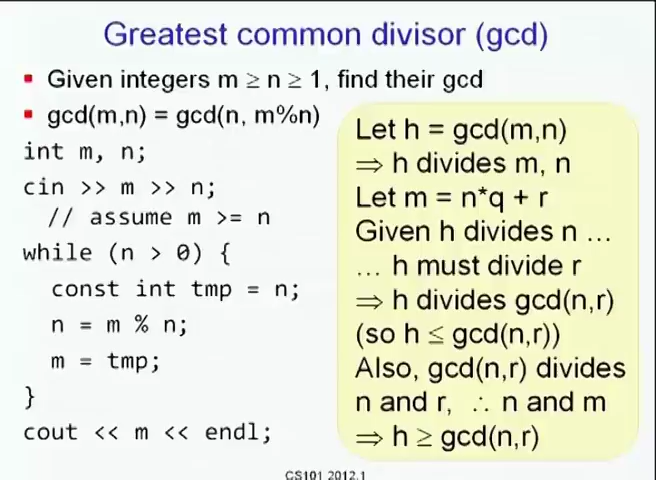 Greatest common divisor (gcd)
Given integers m ≥ n ≥ 1, find their gcd
gcd(m,n) = gcd(n, m%n)
int m, n;
cin >> m >> n;
// assume m >= n
while (n > 0) {
const int tmp = n;
n = m % n;
m = tmp;
}
cout << m << endl;
Let h = gcd(m,n)
⇒ h divides m, n
Let m = n*q + r
Given h divides n ...
... h must divide r
⇒ h divides gcd(n,r)
(so h ≤ gcd(n,r))
Also, gcd(n,r) divides
n and r, ∴ n and m
⇒ h ≥ gcd(n,r)
CS101 2012.1